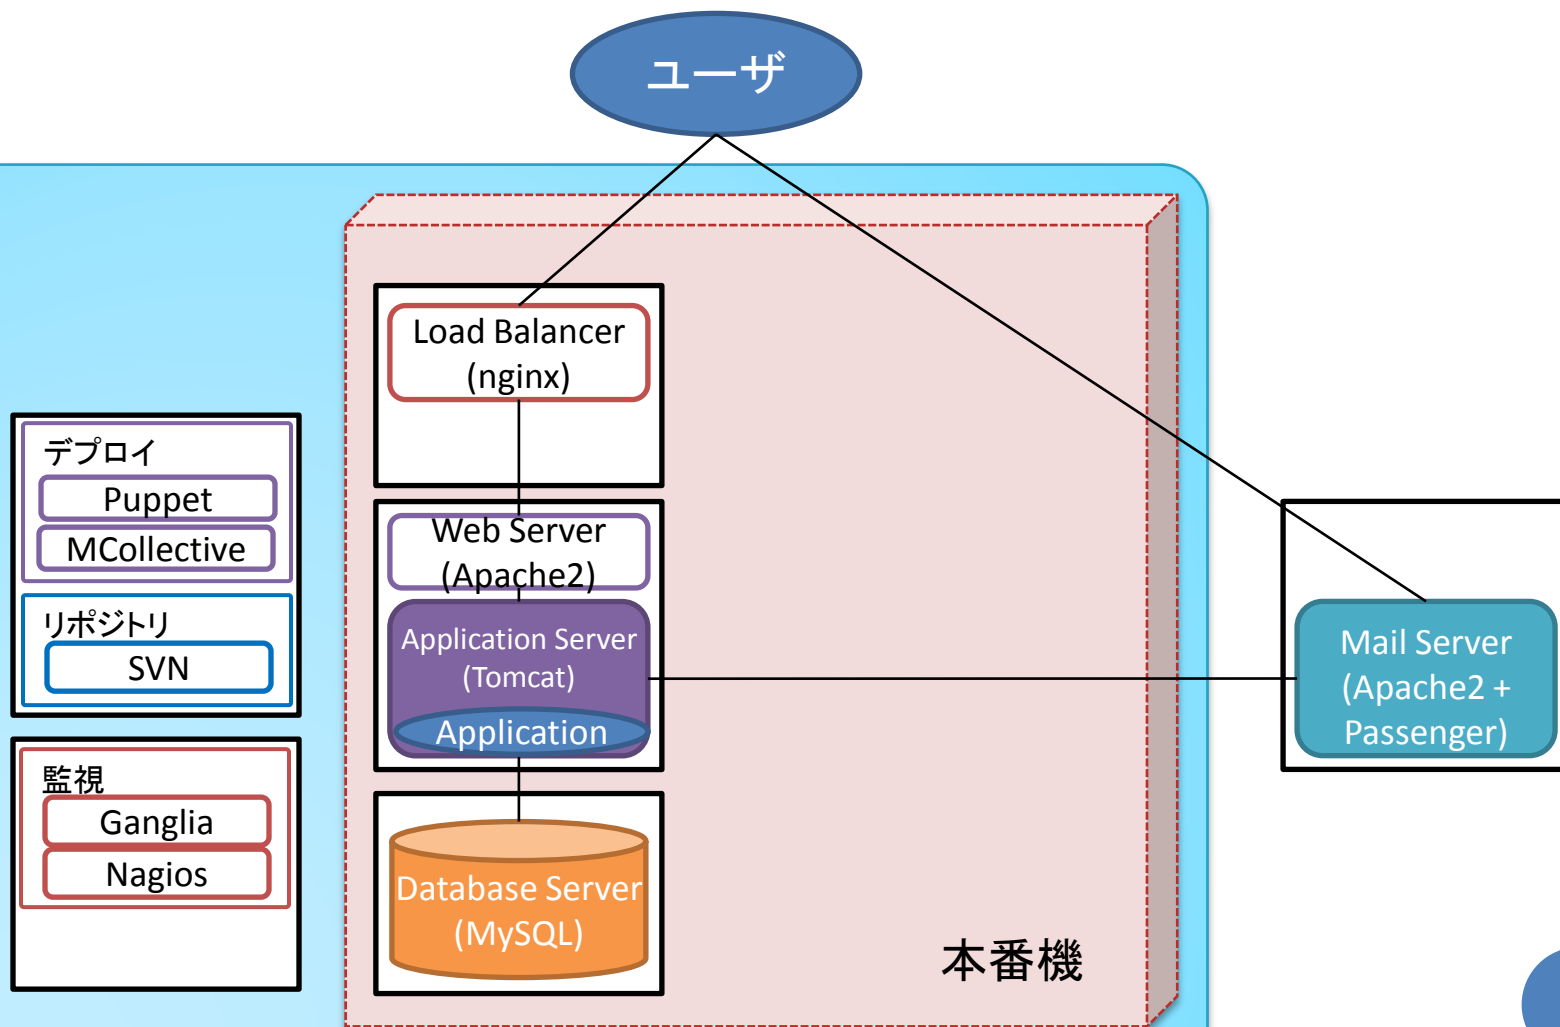 ユーザ
Load Balancer
(nginx)
デプロイ
Puppet
MCollective
リポジトリ
SVN
Web Server
(Apache2)
Application Server
(Tomcat)
Application
Mail Server
(Apache2 +
Passenger)
監視
Ganglia
Nagios
Database Server
(MySQL)
本番機